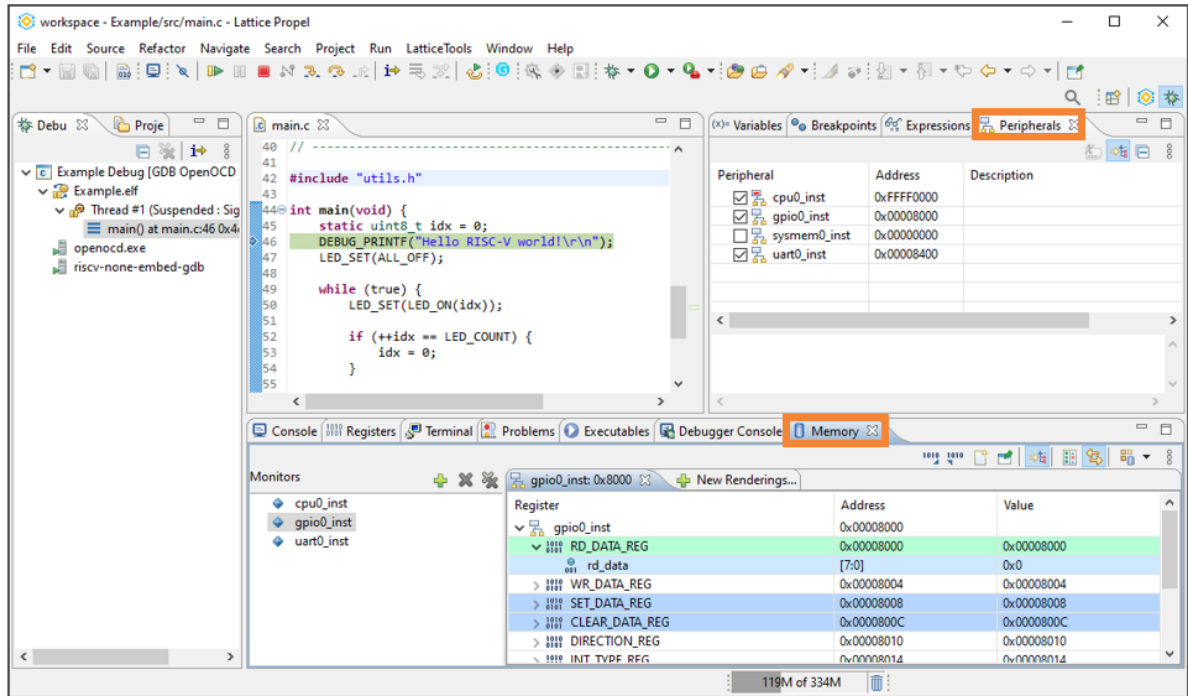 workspace - Example/src/main.c - Lattice Propel
File Edit Source Refactor Navigate Search Project Run LatticeTools Window Help
Debu Proje
Example Debug [GDB OpenOCD
Example.elf
Thread #1 (Suspended : Sig
main() at main.c:46 0x4
openocd.exe
riscv-none-embed-gdb
main.c
40 // ------------------------------------------------
41
42 #include "utils.h"
43
44 int main(void) {
45 static uint8_t idx = 0;
46 DEBUG_PRINTF("Hello RISC-V world!\r\n");
47 LED_SET(ALL_OFF);
48
49 while (true) {
50 LED_SET(LED_ON(idx));
51
52 if (++idx == LED_COUNT) {
53 idx = 0;
54 }
55
(x)= Variables Breakpoints Expressions Peripherals
Peripheral Address Description
cpu0_inst 0xFFFF0000
gpio0_inst 0x00008000
sysmem0_inst 0x00000000
uart0_inst 0x00008400
Console Registers Terminal Problems Executables Debugger Console Memory
Monitors
cpu0_inst
gpio0_inst
uart0_inst
gpio0_inst: 0x8000 New Renderings...
Register Address Value
gpio0_inst 0x00008000
RD_DATA_REG 0x00008000 0x00008000
rd_data [7:0] 0x0
WR_DATA_REG 0x00008004 0x00008004
SET_DATA_REG 0x00008008 0x00008008
CLEAR_DATA_REG 0x0000800C 0x0000800C
DIRECTION_REG 0x00008010 0x00008010
INT_TYPE_REG 0x00008014 0x00008014
119M of 334M